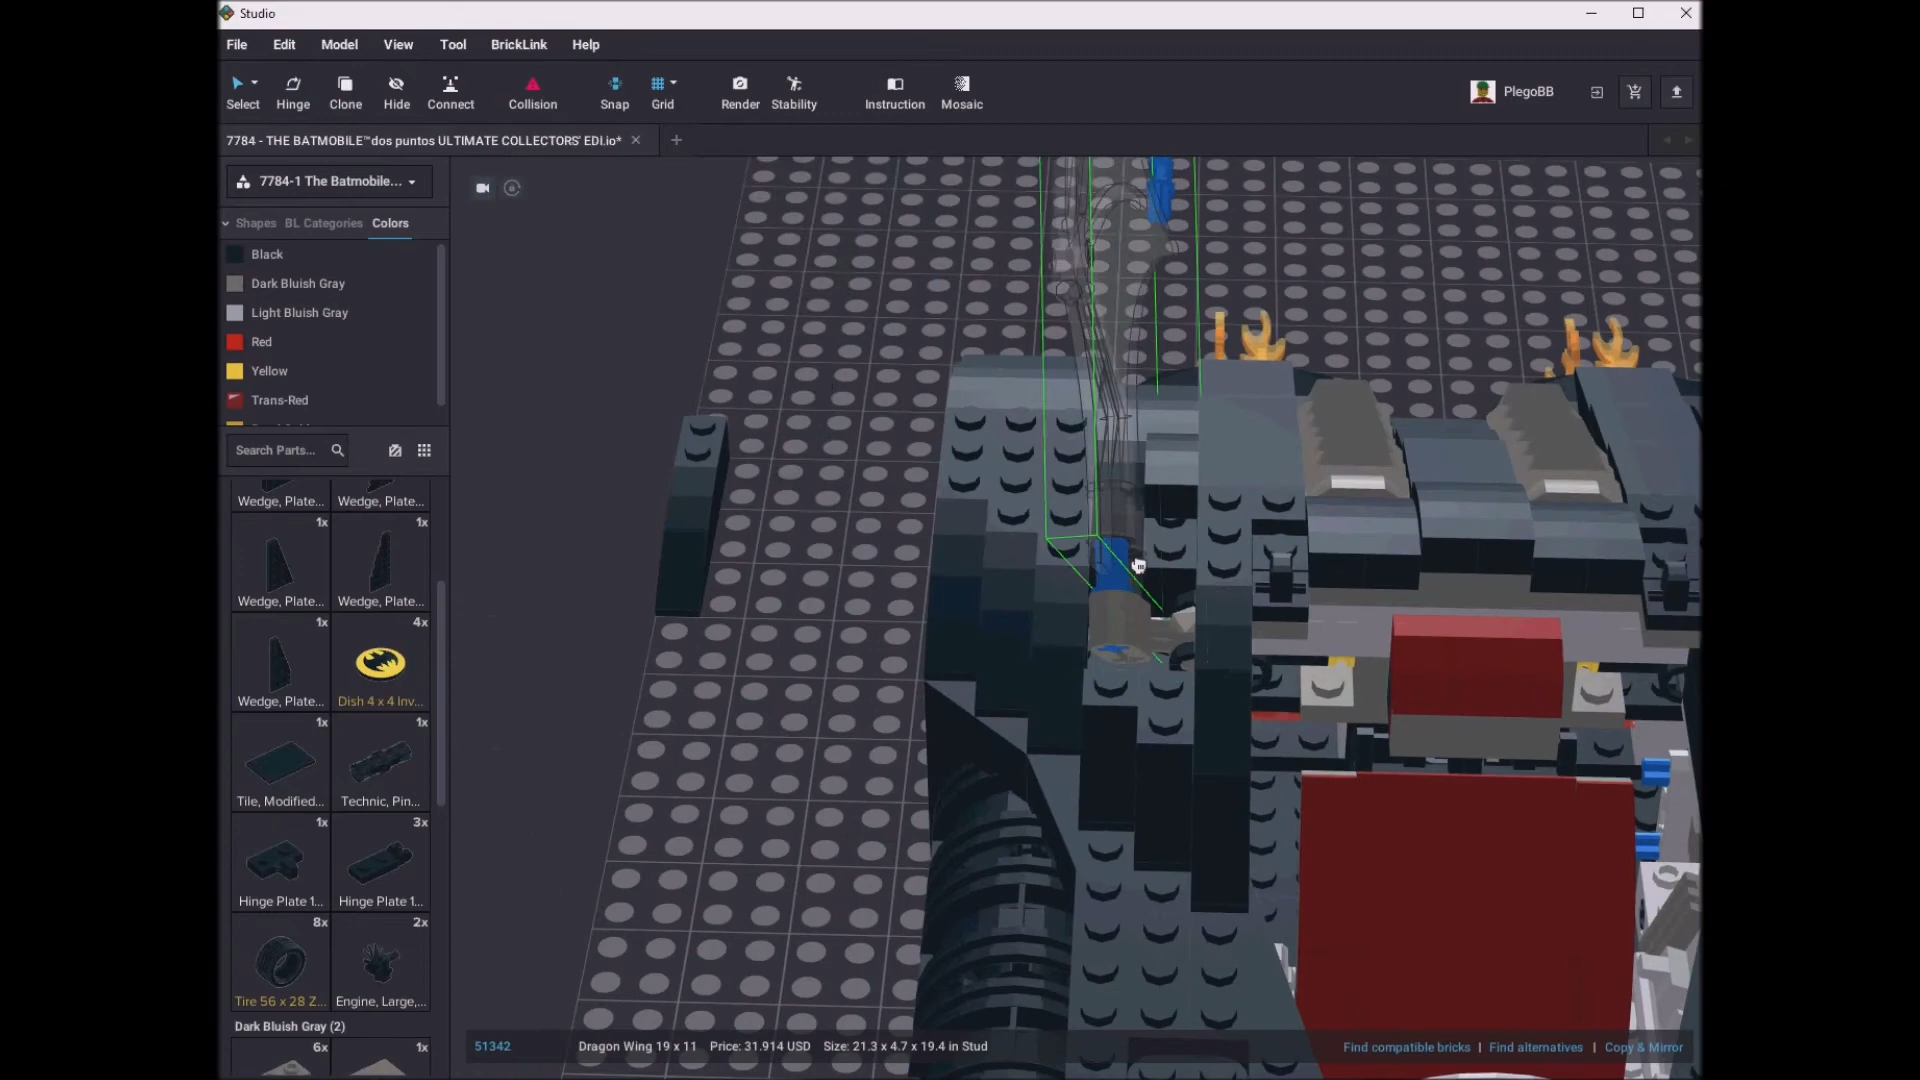 Studio
File Edit Model View Tool BrickLink Help
Select Hinge Clone Hide Connect Collision Snap Grid Render Stability Instruction Mosaic PlegoBB
7784 - THE BATMOBILE™dos puntos ULTIMATE COLLECTORS' EDI.io*
7784-1 The Batmobile...
Shapes BL Categories Colors
Black
Dark Bluish Gray
Light Bluish Gray
Red
Yellow
Trans-Red
Search Parts...
Wedge, Plate... Wedge, Plate...
1x 1x
Wedge, Plate... Wedge, Plate...
1x 4x
Wedge, Plate... Dish 4 x 4 Inv...
1x 1x
Tile, Modified... Technic, Pin...
1x 3x
Hinge Plate 1... Hinge Plate 1...
8x 2x
Tire 56 x 28 Z... Engine, Large,...
Dark Bluish Gray (2)
6x 1x
51342 Dragon Wing 19 x 11 Price: 31.914 USD Size: 21.3 x 4.7 x 19.4 in Stud
Find compatible bricks | Find alternatives | Copy & Mirror